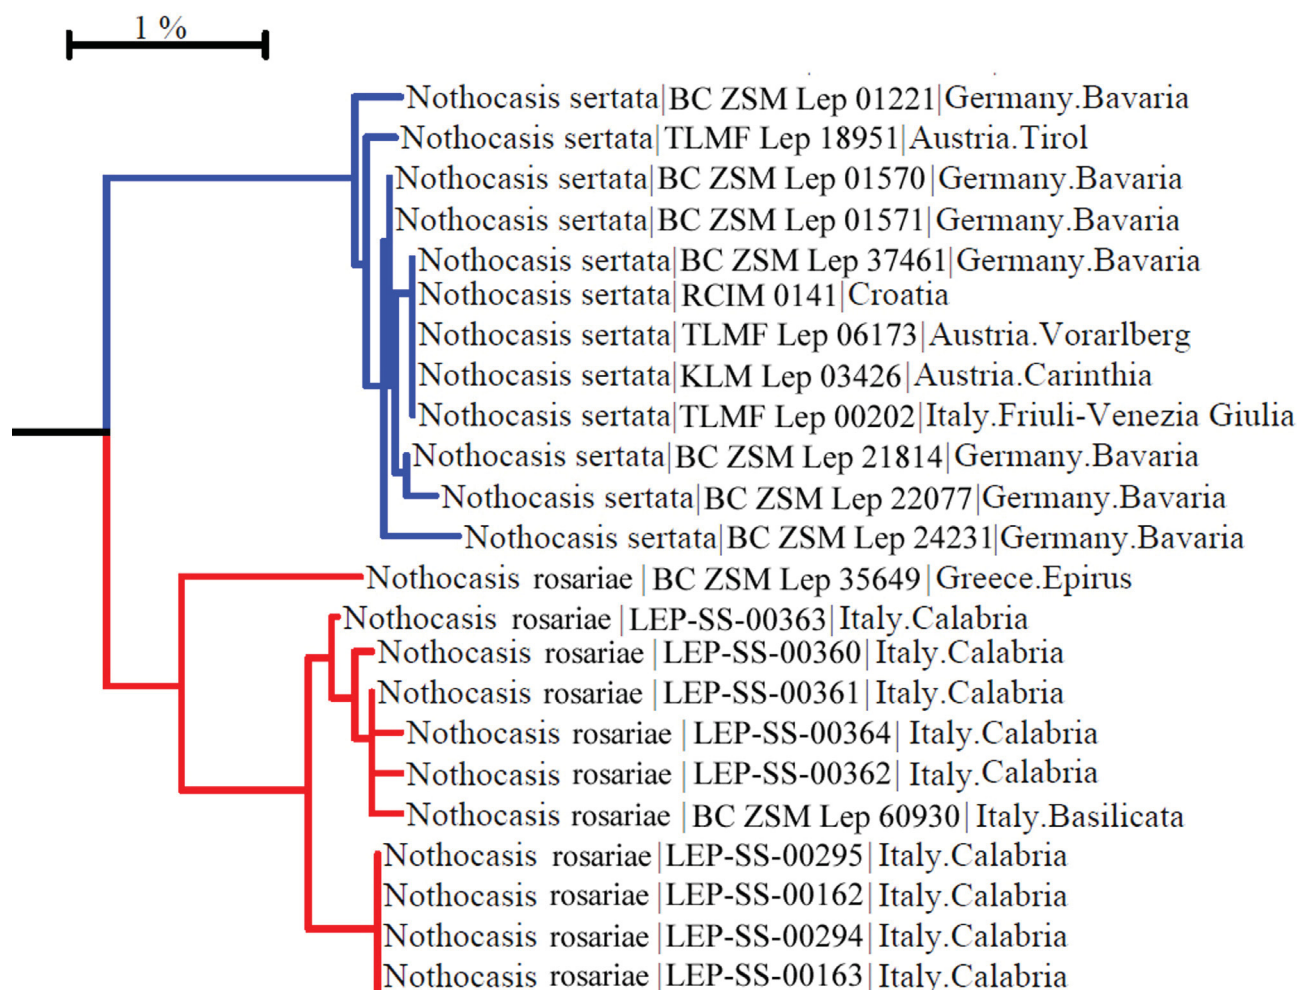 1 %
Nothocasis sertata|BC ZSM Lep 01221|Germany.Bavaria
Nothocasis sertata|TLMF Lep 18951|Austria.Tirol
Nothocasis sertata|BC ZSM Lep 01570|Germany.Bavaria
Nothocasis sertata|BC ZSM Lep 01571|Germany.Bavaria
Nothocasis sertata|BC ZSM Lep 37461|Germany.Bavaria
Nothocasis sertata|RCIM 0141|Croatia
Nothocasis sertata|TLMF Lep 06173|Austria.Vorarlberg
Nothocasis sertata|KLM Lep 03426|Austria.Carinthia
Nothocasis sertata|TLMF Lep 00202|Italy.Friuli-Venezia Giulia
Nothocasis sertata|BC ZSM Lep 21814|Germany.Bavaria
Nothocasis sertata|BC ZSM Lep 22077|Germany.Bavaria
Nothocasis sertata|BC ZSM Lep 24231|Germany.Bavaria
Nothocasis rosariae |BC ZSM Lep 35649|Greece.Epirus
Nothocasis rosariae |LEP-SS-00363|Italy.Calabria
Nothocasis rosariae |LEP-SS-00360|Italy.Calabria
Nothocasis rosariae |LEP-SS-00361|Italy.Calabria
Nothocasis rosariae |LEP-SS-00364| Italy.Calabria
Nothocasis rosariae |LEP-SS-00362| Italy.Calabria
Nothocasis rosariae |BC ZSM Lep 60930|Italy.Basilicata
Nothocasis rosariae |LEP-SS-00295|Italy.Calabria
Nothocasis rosariae |LEP-SS-00162|Italy.Calabria
Nothocasis rosariae |LEP-SS-00294|Italy.Calabria
Nothocasis rosariae |LEP-SS-00163|Italy.Calabria